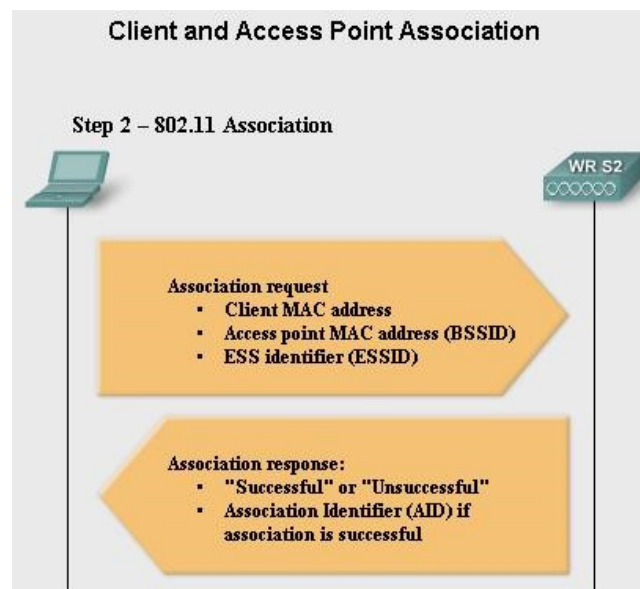 Client and Access Point Association
Step 2 – 802.11 Association
WR S2
Association request
▪ Client MAC address
▪ Access point MAC address (BSSID)
▪ ESS identifier (ESSID)
Association response:
▪ "Successful" or "Unsuccessful"
▪ Association Identifier (AID) if
association is successful